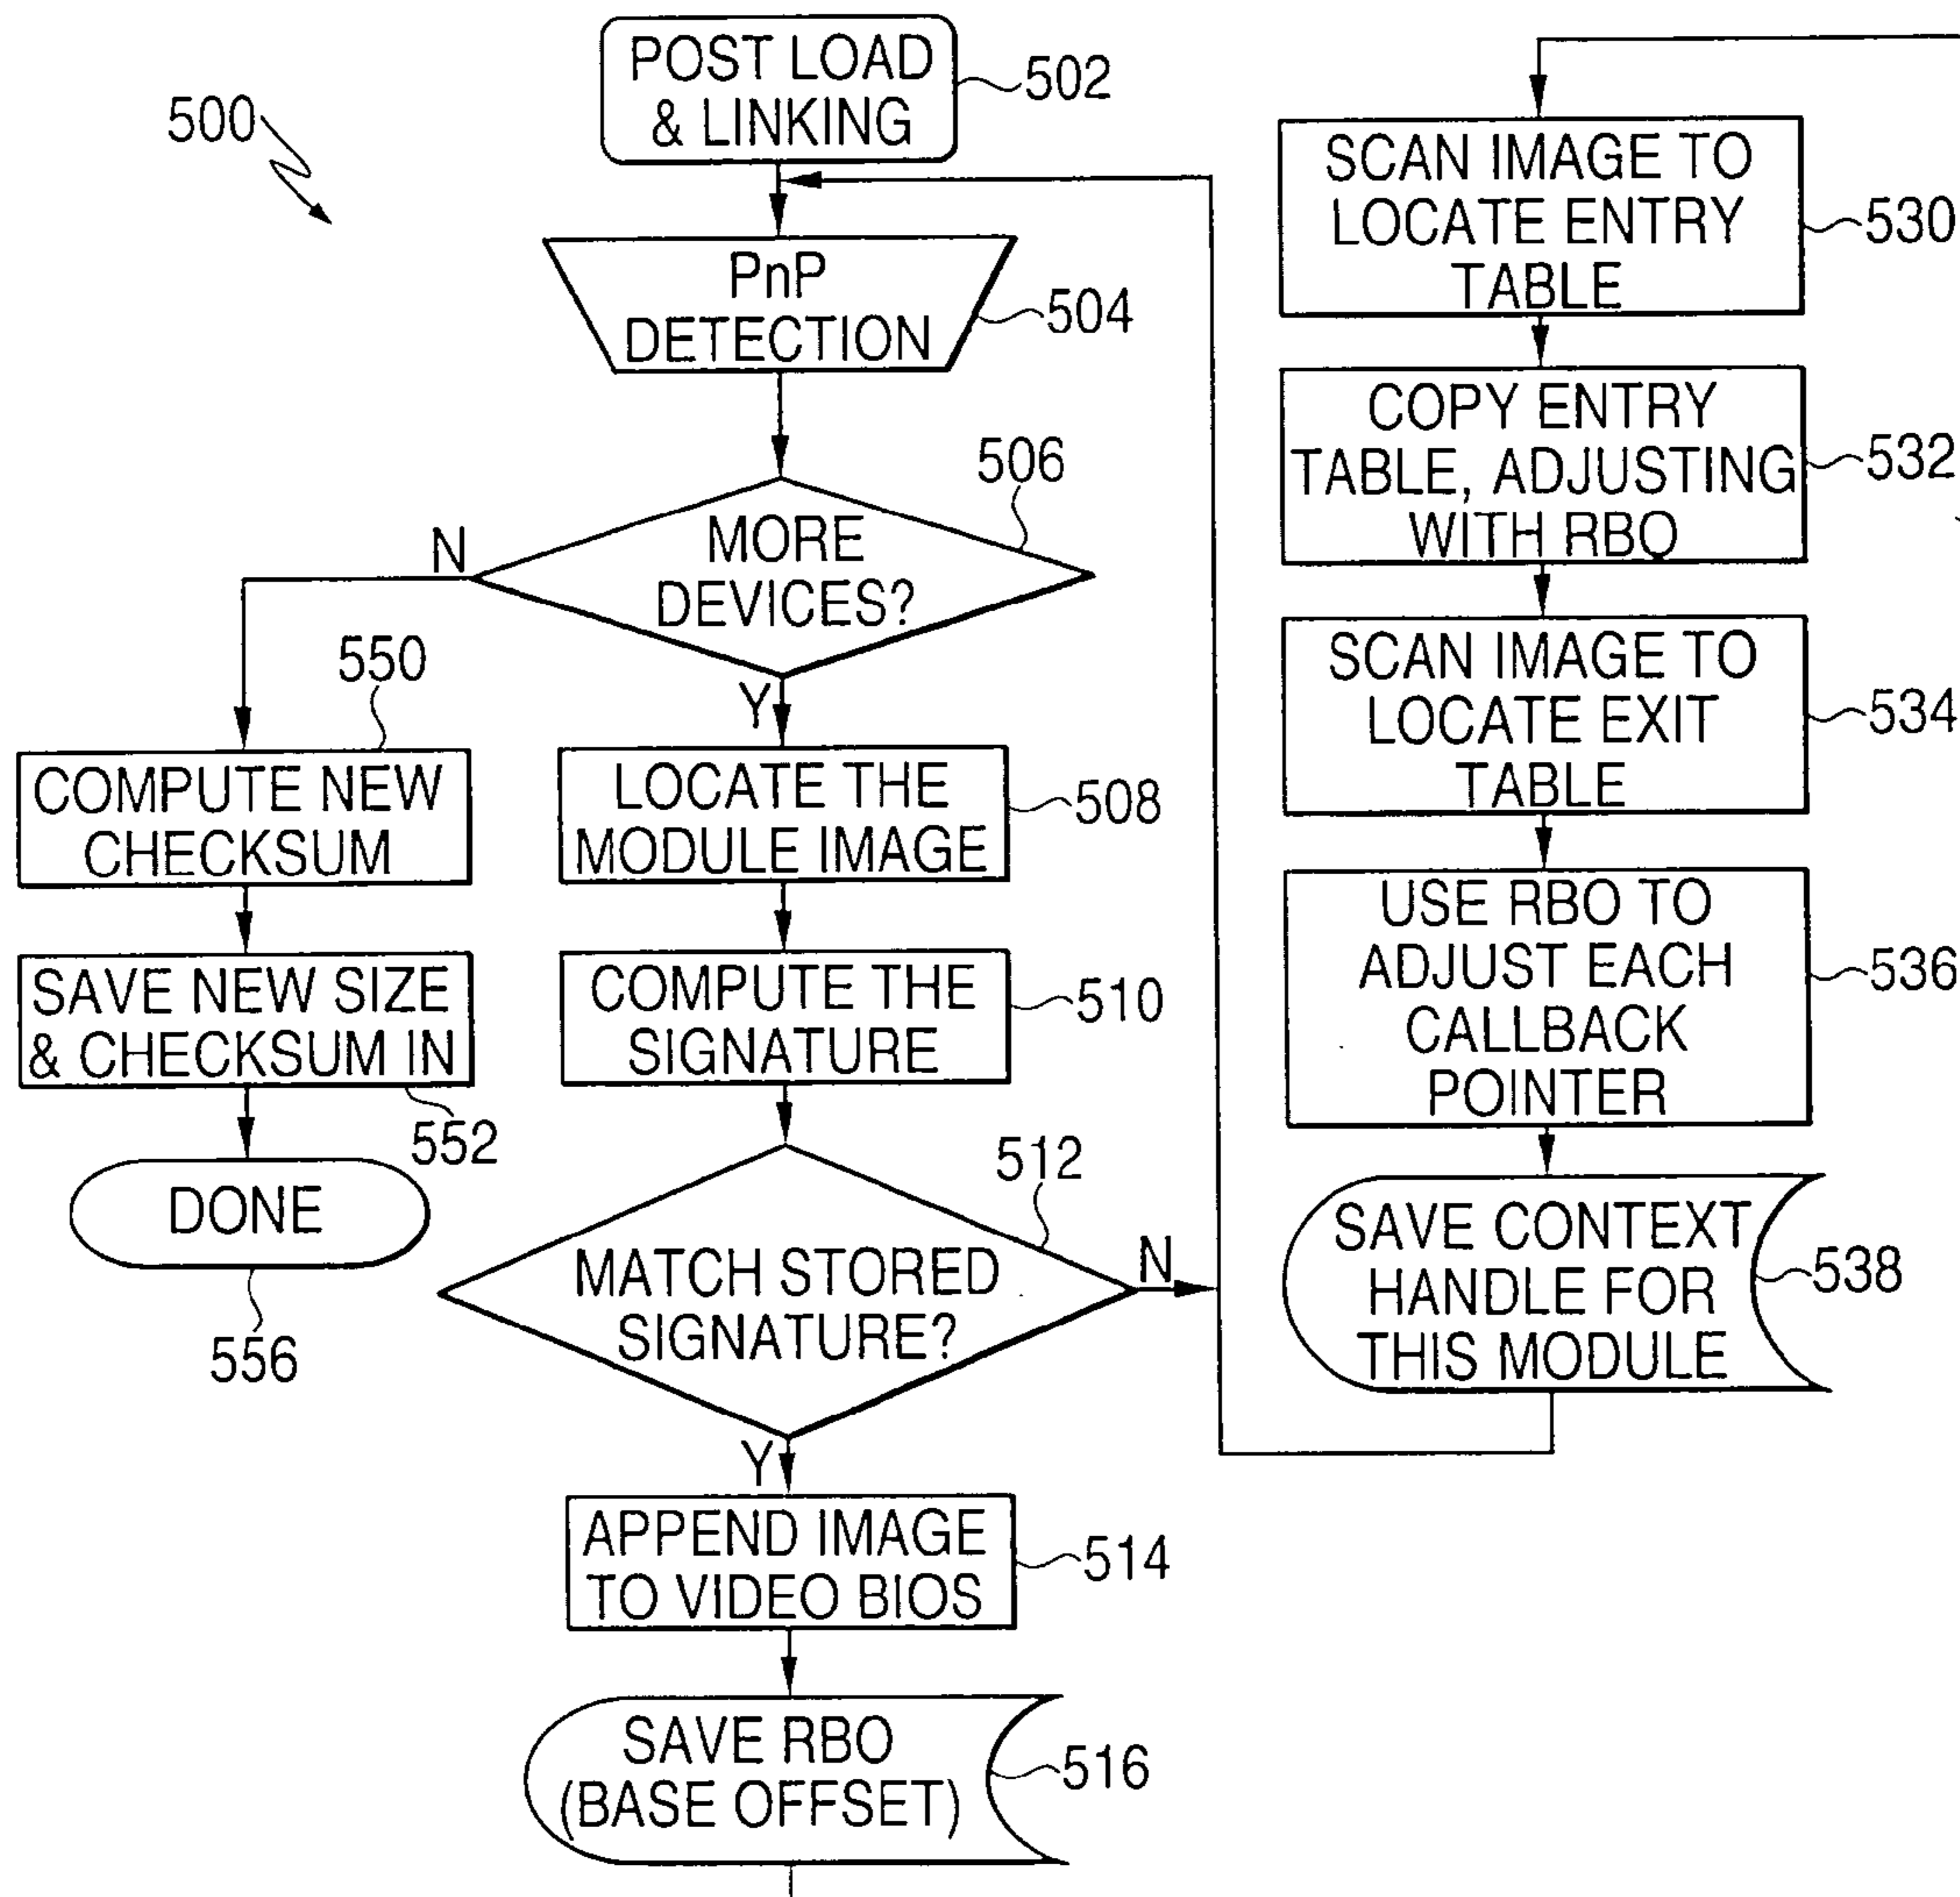 500
POST LOAD
& LINKING
502
PnP
DETECTION
504
MORE
DEVICES?
506
N
Y
550
COMPUTE NEW
CHECKSUM
SAVE NEW SIZE
& CHECKSUM IN
552
DONE
556
LOCATE THE
MODULE IMAGE
508
COMPUTE THE
SIGNATURE
510
MATCH STORED
SIGNATURE?
512
N
Y
APPEND IMAGE
TO VIDEO BIOS
514
SAVE RBO
(BASE OFFSET)
516
SCAN IMAGE TO
LOCATE ENTRY
TABLE
530
COPY ENTRY
TABLE, ADJUSTING
WITH RBO
532
SCAN IMAGE TO
LOCATE EXIT
TABLE
534
USE RBO TO
ADJUST EACH
CALLBACK
POINTER
536
SAVE CONTEXT
HANDLE FOR
THIS MODULE
538